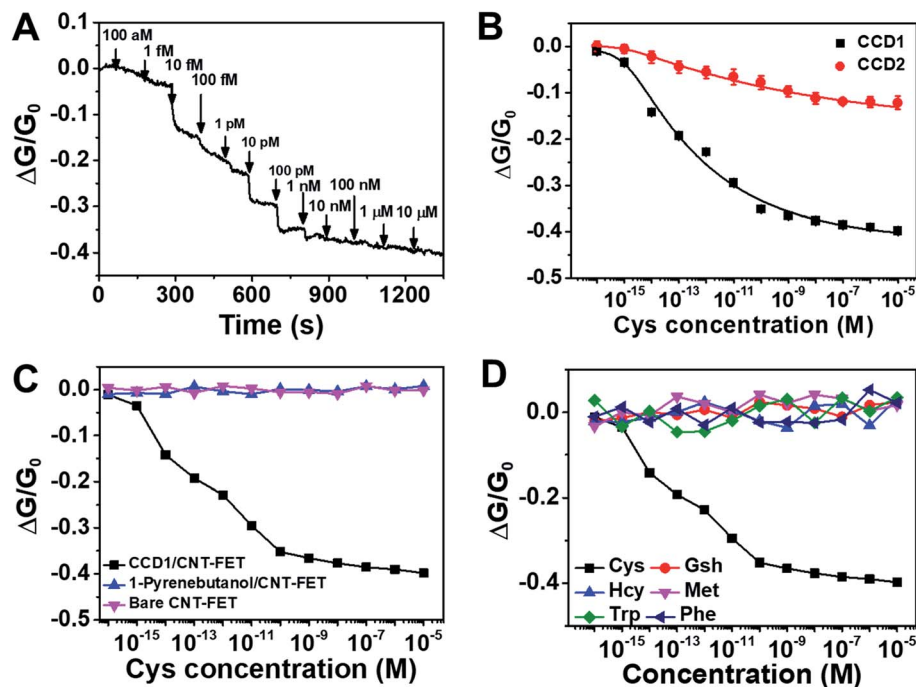 A
0.1
0.0
-0.1
-0.2
-0.3
-0.4
ΔG/G0
100 aM
1 fM
10 fM
100 fM
1 pM
10 pM
100 pM
1 nM
100 nM
10 nM
1 μM
10 μM
0 300 600 900 1200
Time (s)
B
0.0
-0.1
-0.2
-0.3
-0.4
-0.5
ΔG/G0
CCD1
CCD2
10-15 10-13 10-11 10-9 10-7 10-5
Cys concentration (M)
C
0.0
-0.1
-0.2
-0.3
-0.4
-0.5
ΔG/G0
CCD1/CNT-FET
1-Pyrenebutanol/CNT-FET
Bare CNT-FET
10-15 10-13 10-11 10-9 10-7 10-5
Cys concentration (M)
D
0.0
-0.2
-0.4
ΔG/G0
Cys Gsh
Hcy Met
Trp Phe
10-15 10-13 10-11 10-9 10-7 10-5
Concentration (M)